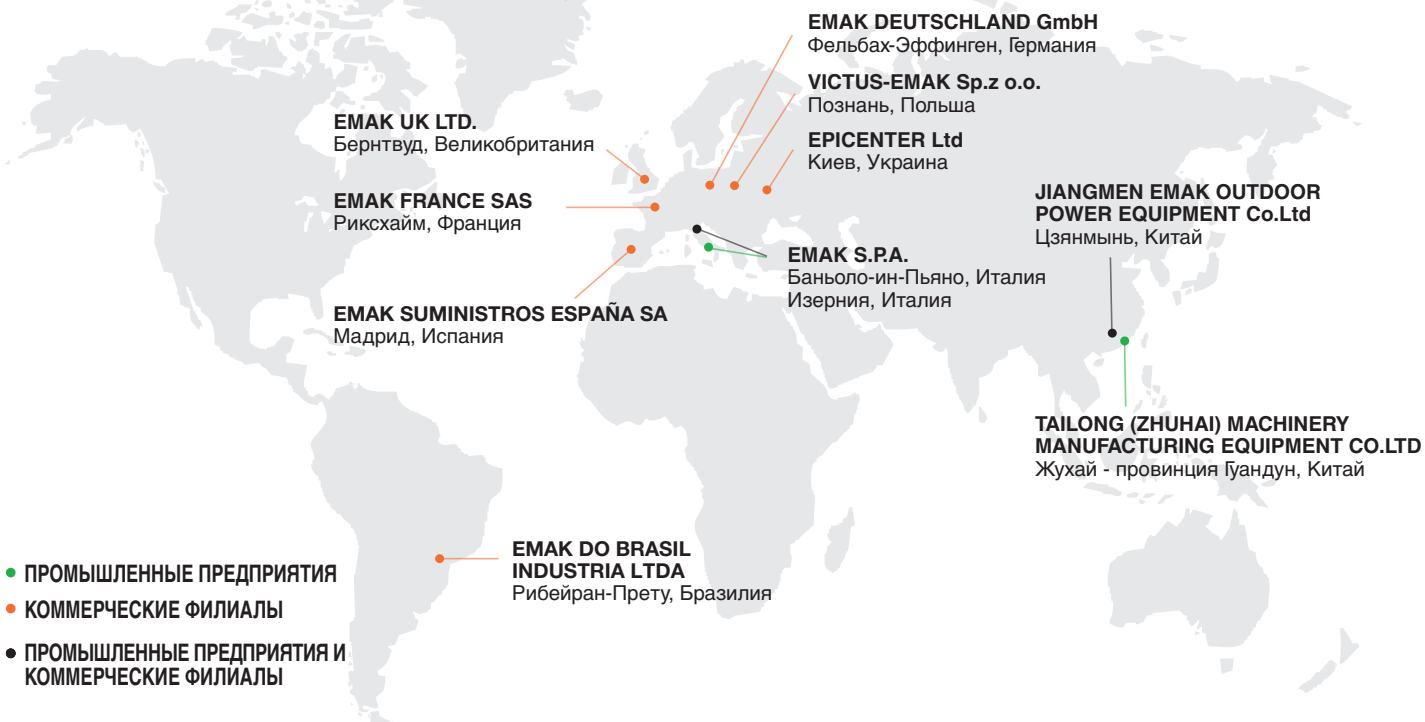 EMAK DEUTSCHLAND GmbH
Фельбах-Эффинген, Германия
VICTUS-EMAK Sp.z o.o.
Познань, Польша
EPICENTER Ltd
Киев, Украина
EMAK UK LTD.
Бернтвуд, Великобритания
EMAK FRANCE SAS
Риксхайм, Франция
EMAK SUMINISTROS ESPAÑA SA
Мадрид, Испания
EMAK S.P.A.
Баньоло-ин-Пьяно, Италия
Изерния, Италия
JIANGMEN EMAK OUTDOOR
POWER EQUIPMENT Co.Ltd
Цзянмынь, Китай
TAILONG (ZHUHAI) MACHINERY
MANUFACTURING EQUIPMENT CO.LTD
Жухай - провинция Гуандун, Китай
EMAK DO BRASIL
INDUSTRIA LTDA
Рибейран-Прету, Бразилия
ПРОМЫШЛЕННЫЕ ПРЕДПРИЯТИЯ
КОММЕРЧЕСКИЕ ФИЛИАЛЫ
ПРОМЫШЛЕННЫЕ ПРЕДПРИЯТИЯ И
КОММЕРЧЕСКИЕ ФИЛИАЛЫ